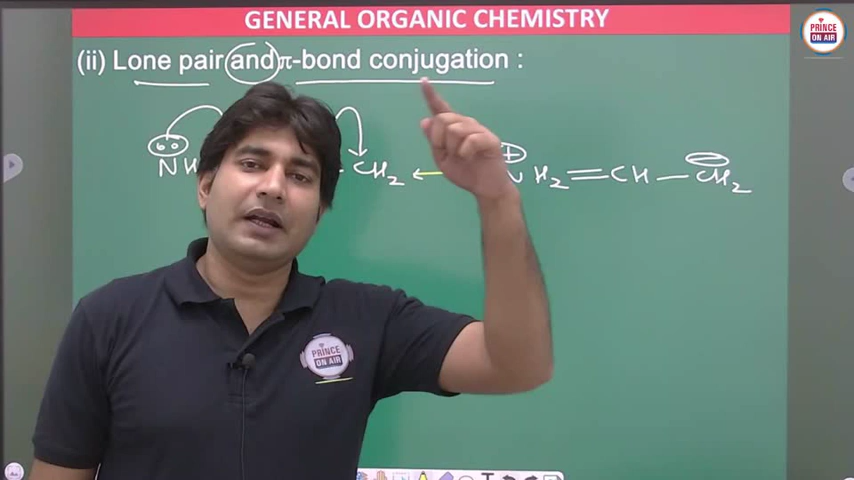 GENERAL ORGANIC CHEMISTRY
PRINCE
ON AIR
(ii) Lone pair and π-bond conjugation :
NH CH2 ← NH2=CH—CH2
PRINCE
ON AIR